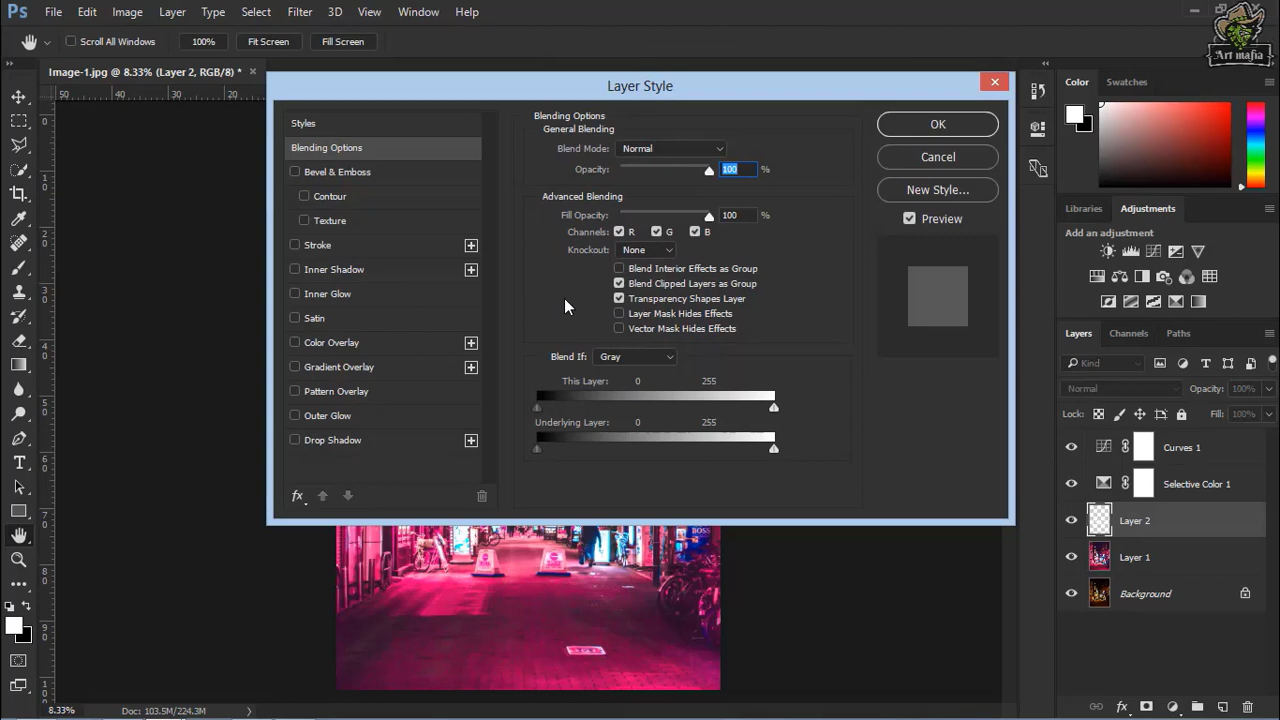 Ps File Edit Image Layer Type Select Filter 3D View Window Help
Art mafia
Scroll All Windows 100% Fit Screen Fill Screen
Image-1.jpg @ 8.33% (Layer 2, RGB/8) * ×
50 40 30 20
Layer Style
Styles
Blending Options
Bevel & Emboss
Contour
Texture
Stroke
Inner Shadow
Inner Glow
Satin
Color Overlay
Gradient Overlay
Pattern Overlay
Outer Glow
Drop Shadow
fx
Blending Options
General Blending
Blend Mode: Normal
Opacity: 100 %
Advanced Blending
Fill Opacity: 100 %
Channels: R G B
Knockout: None
Blend Interior Effects as Group
Blend Clipped Layers as Group
Transparency Shapes Layer
Layer Mask Hides Effects
Vector Mask Hides Effects
Blend If: Gray
This Layer: 0 255
Underlying Layer: 0 255
OK
Cancel
New Style...
Preview
Color Swatches
Libraries Adjustments
Add an adjustment
Layers Channels Paths
Kind
Normal Opacity: 100%
Lock: Fill: 100%
Curves 1
Selective Color 1
Layer 2
Layer 1
Background
fx
BOSS
8.33% Doc: 103.5M/224.3M